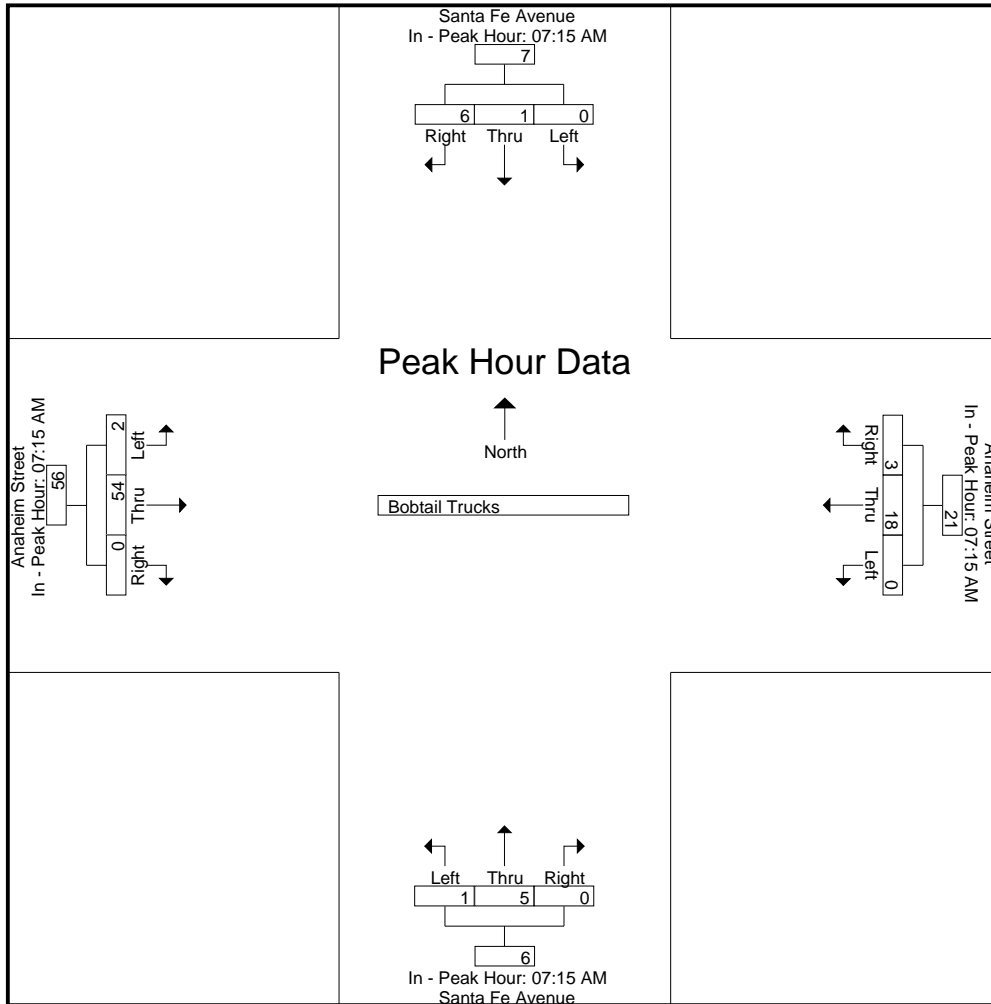 Santa Fe Avenue
In - Peak Hour: 07:15 AM
7
6 1 0
Right Thru Left
Peak Hour Data
North
Bobtail Trucks
Anaheim Street
In - Peak Hour: 07:15 AM
56
2 54 0
Left Thru Right
Anaheim Street
In - Peak Hour: 07:15 AM
21
3 18 0
Right Thru Left
Left Thru Right
1 5 0
6
In - Peak Hour: 07:15 AM
Santa Fe Avenue